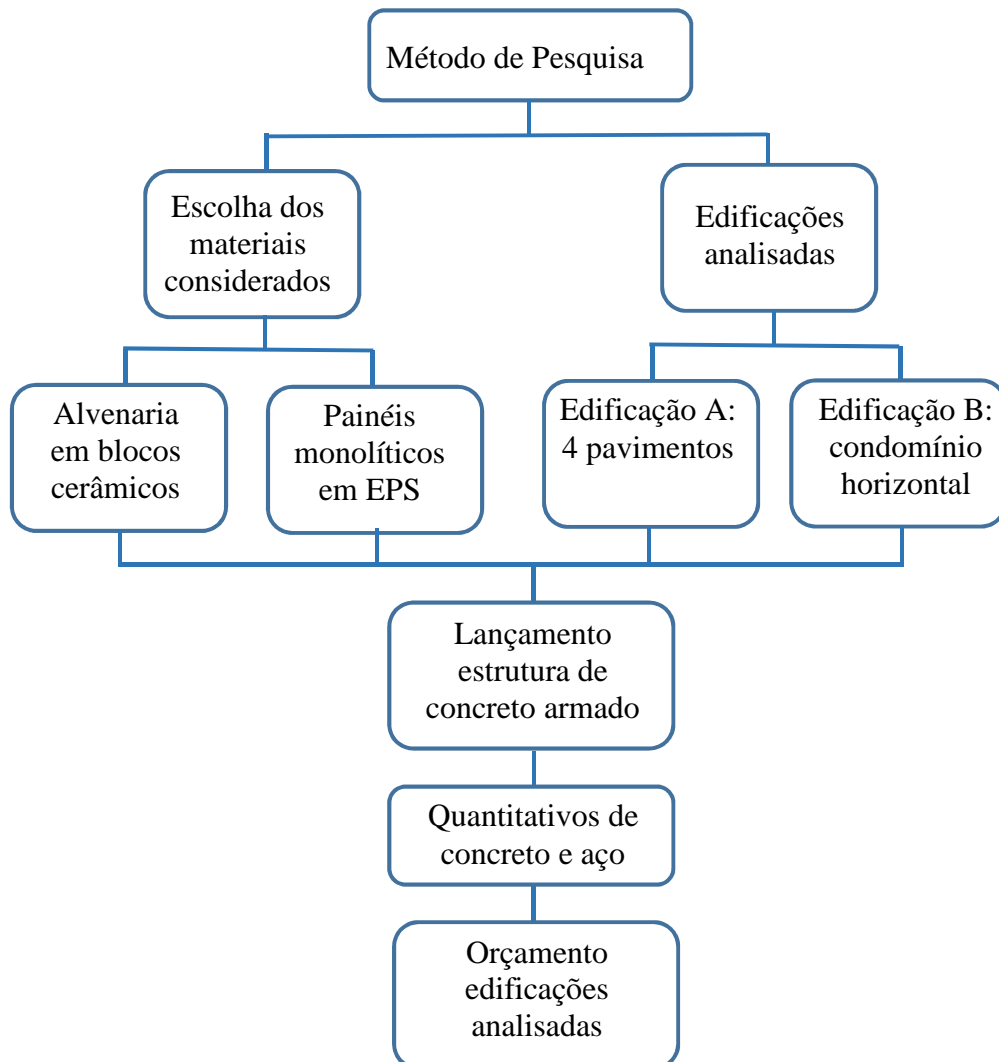 Método de Pesquisa
Escolha dos
materiais
considerados
Edificações
analisadas
Alvenaria
em blocos
cerâmicos
Painéis
monolíticos
em EPS
Edificação A:
4 pavimentos
Edificação B:
condomínio
horizontal
Lançamento
estrutura de
concreto armado
Quantitativos de
concreto e aço
Orçamento
edificações
analisadas